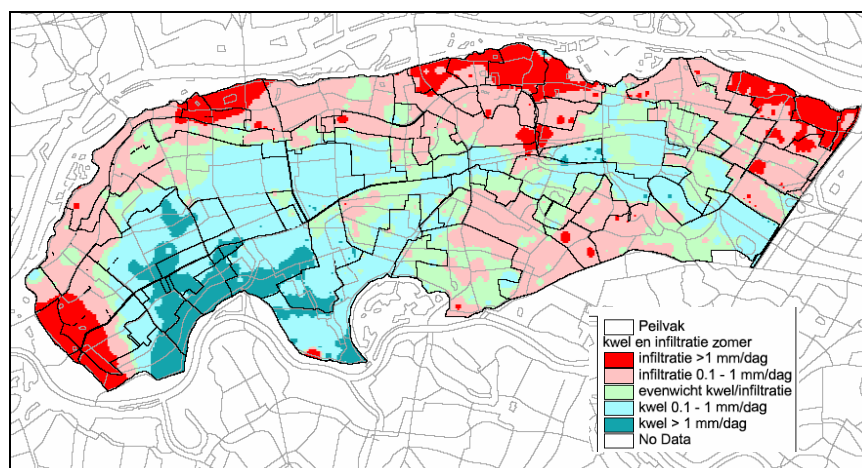 Peilvak
kwel en infiltratie zomer
infiltratie >1 mm/dag
infiltratie 0.1 - 1 mm/dag
evenwicht kwel/infiltratie
kwel 0.1 - 1 mm/dag
kwel > 1 mm/dag
No Data